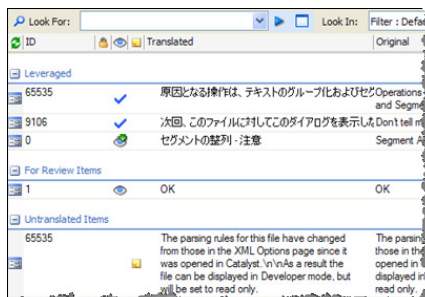 Look For:
Look In: Filter : Defa
ID Translated Original
Leveraged
65535 原因となる操作は、テキストのグループ化およびセグ Operations
and Segme
9106 次回、このファイルに対してこのダイアログを表示した Don't tell m
0 セグメントの整列 - 注意 Segment A
For Review Items
1 OK OK
Untranslated Items
65535 The parsing rules for this file have changed The parsing
from those in the XML Options page since it those in the
was opened in Catalyst.\n\nAs a result the opened in
file can be displayed in Developer mode, but displayed in
will be set to read only. read only.